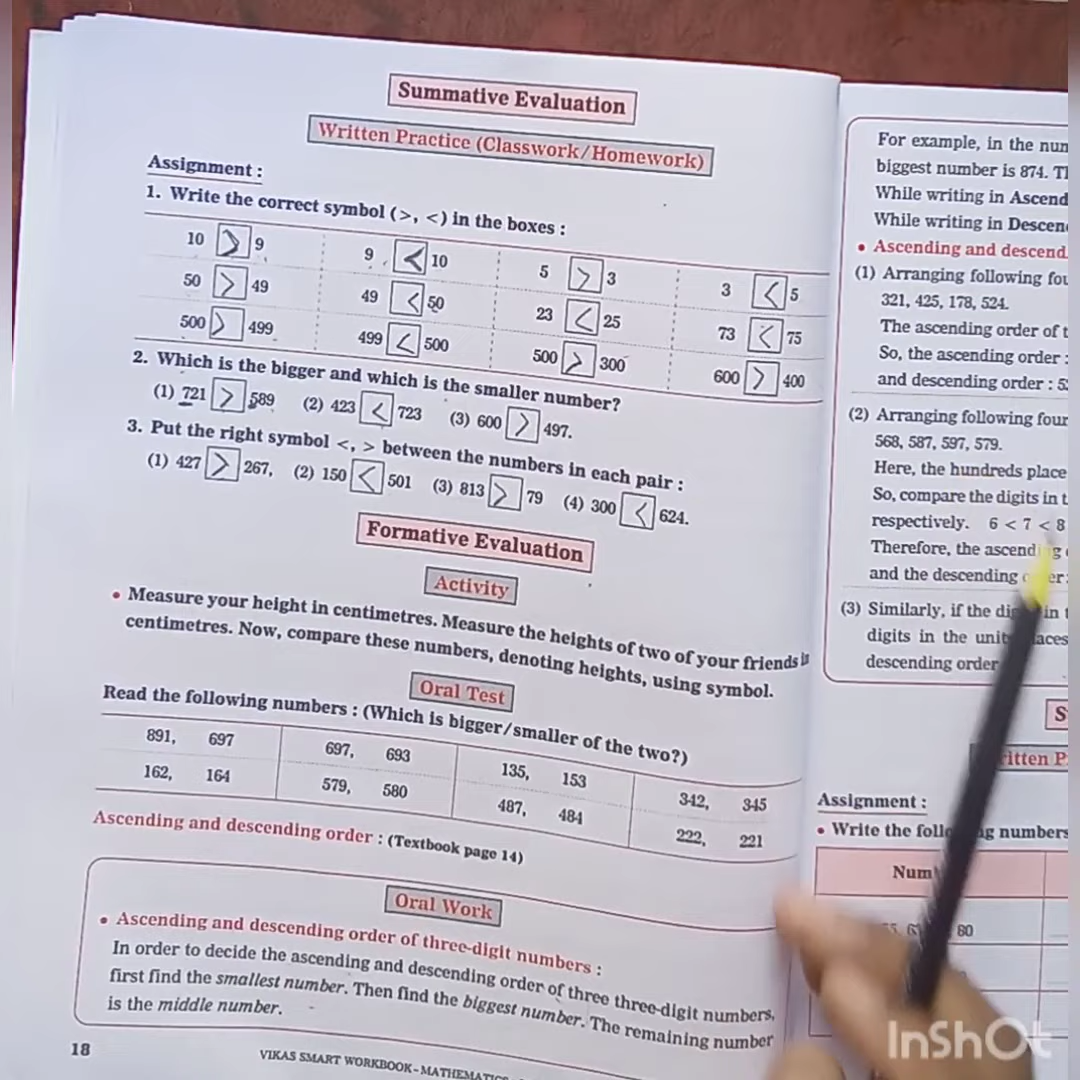 Summative Evaluation
Written Practice (Classwork/Homework)
Assignment :
1. Write the correct symbol (>, <) in the boxes :
10 > 9 9 < 10 5 > 3 3 < 5
50 > 49 49 < 50 23 < 25 73 < 75
500 > 499 499 < 500 500 > 300 600 > 400
2. Which is the bigger and which is the smaller number?
(1) 721 > 589 (2) 423 < 723 (3) 600 > 497.
3. Put the right symbol <, > between the numbers in each pair :
(1) 427 > 267, (2) 150 < 501 (3) 813 > 79 (4) 300 < 624.
Formative Evaluation
Activity
• Measure your height in centimetres. Measure the heights of two of your friends in
centimetres. Now, compare these numbers, denoting heights, using symbol.
Oral Test
Read the following numbers : (Which is bigger/smaller of the two?)
891, 697 697, 693 135, 153 342, 345
162, 164 579, 580 487, 484 222, 221
Ascending and descending order : (Textbook page 14)
Oral Work
• Ascending and descending order of three-digit numbers :
In order to decide the ascending and descending order of three three-digit numbers,
first find the smallest number. Then find the biggest number. The remaining number
is the middle number.
18
VIKAS SMART WORKBOOK - MATHEMATICS
For example, in the
biggest number is 874.
While writing in
While writing in
• Ascending and
(1) Arranging following
321, 425, 178, 524.
The ascending order of
So, the ascending order :
and descending order :
(2) Arranging following four
568, 587, 597, 579.
Here, the hundreds place
So, compare the digits in
respectively. 6 < 7 < 8
Therefore, the
and the descending
(3) Similarly, if the in
digits in the
descending order
Assignment :
• Write the numbers
80
InShOt